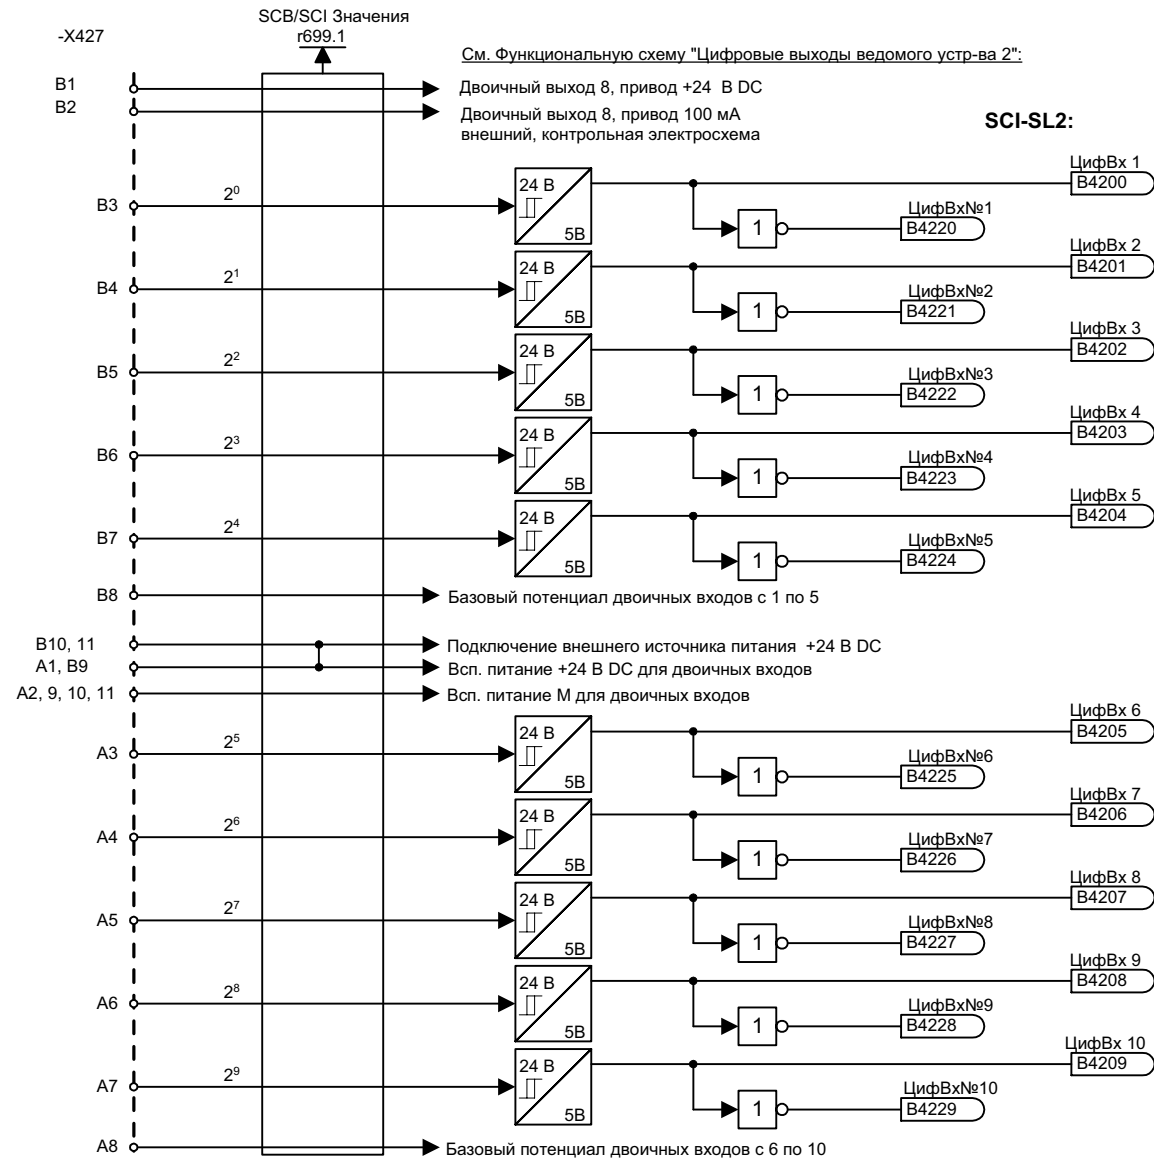 SCB/SCI Значения
r699.1
-X427
См. Функциональную схему "Цифровые выходы ведомого устр-ва 2":
B1
Двоичный выход 8, привод +24 В DC
B2
Двоичный выход 8, привод 100 мА
внешний, контрольная электросхема
SCI-SL2:
B3
2⁰
24 В
5В
ЦифВх 1
B4200
1
ЦифВх№1
B4220
B4
2¹
24 В
5В
ЦифВх 2
B4201
1
ЦифВх№2
B4221
B5
2²
24 В
5В
ЦифВх 3
B4202
1
ЦифВх№3
B4222
B6
2³
24 В
5В
ЦифВх 4
B4203
1
ЦифВх№4
B4223
B7
2⁴
24 В
5В
ЦифВх 5
B4204
1
ЦифВх№5
B4224
B8
Базовый потенциал двоичных входов с 1 по 5
B10, 11
Подключение внешнего источника питания +24 В DC
A1, B9
Всп. питание +24 В DC для двоичных входов
A2, 9, 10, 11
Всп. питание М для двоичных входов
A3
2⁵
24 В
5В
ЦифВх 6
B4205
1
ЦифВх№6
B4225
A4
2⁶
24 В
5В
ЦифВх 7
B4206
1
ЦифВх№7
B4226
A5
2⁷
24 В
5В
ЦифВх 8
B4207
1
ЦифВх№8
B4227
A6
2⁸
24 В
5В
ЦифВх 9
B4208
1
ЦифВх№9
B4228
A7
2⁹
24 В
5В
ЦифВх 10
B4209
1
ЦифВх№10
B4229
A8
Базовый потенциал двоичных входов с 6 по 10